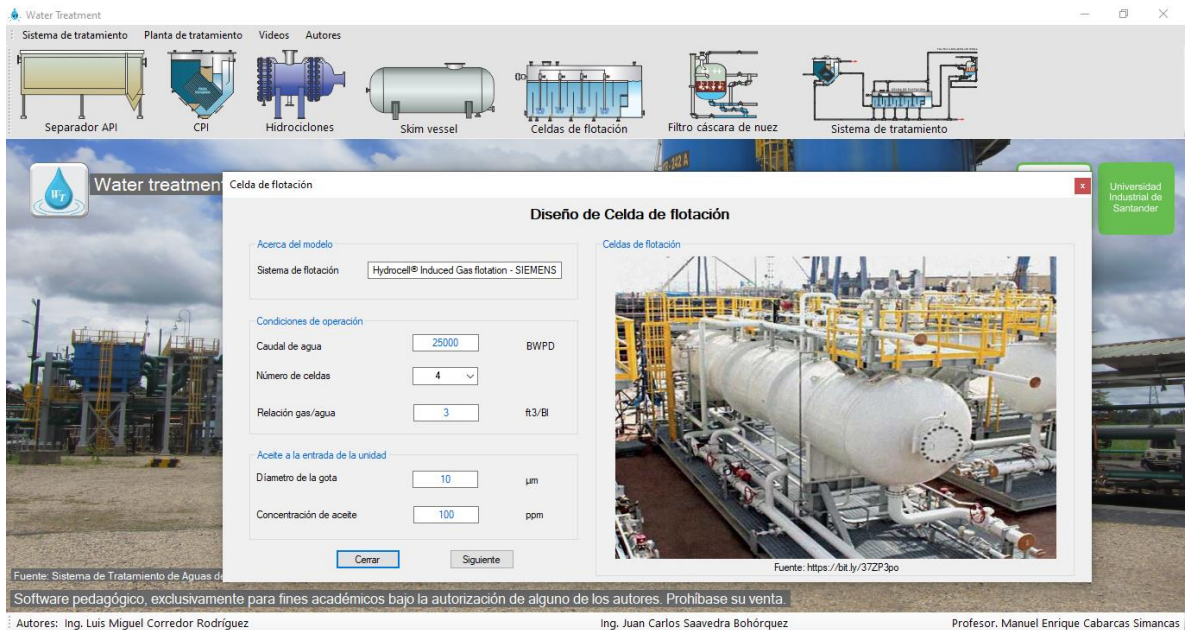 Water Treatment
Sistema de tratamiento Planta de tratamiento Videos Autores
Separador API CPI Hidrociclones Skim vessel Celdas de flotación Filtro cáscara de nuez Sistema de tratamiento
WT
Water treatmen
Universidad
Industrial de
Santander
Celda de flotación
x
Diseño de Celda de flotación
Acerca del modelo
Sistema de flotación Hydrocell® Induced Gas flotation - SIEMENS
Condiciones de operación
Caudal de agua 25000 BWPD
Número de celdas 4
Relación gas/agua 3 ft3/Bl
Aceite a la entrada de la unidad
Díametro de la gota 10 µm
Concentración de aceite 100 ppm
Cerrar Siguiente
Celdas de flotación
Fuente: https://bit.ly/37ZP3po
Fuente: Sistema de Tratamiento de Aguas de
Software pedagógico, exclusivamente para fines académicos bajo la autorización de alguno de los autores. Prohíbase su venta.
Autores: Ing. Luis Miguel Corredor Rodríguez Ing. Juan Carlos Saavedra Bohórquez Profesor. Manuel Enrique Cabarcas Simancas